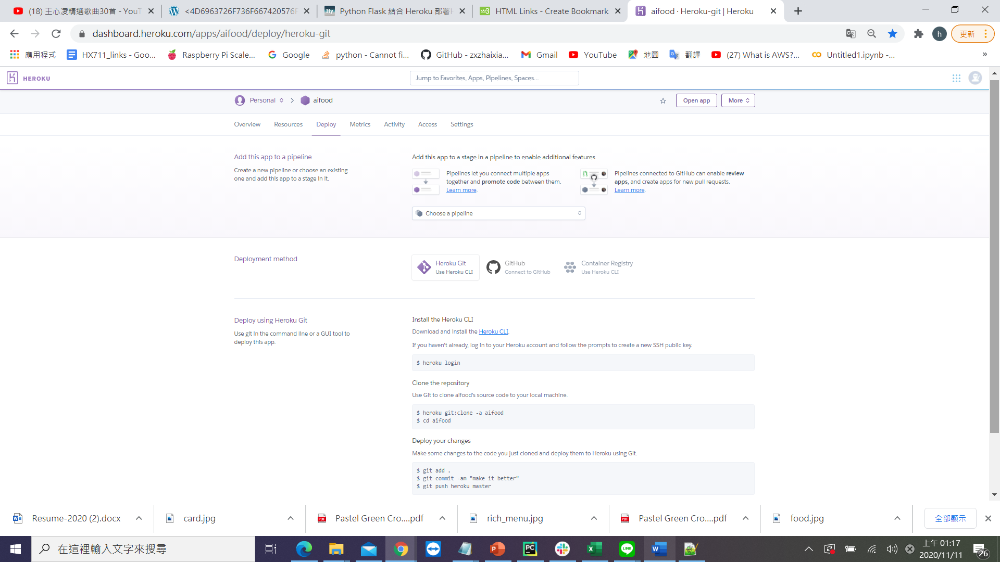 (18) 王心凌精選歌曲30首 - YouT
<4D6963726F736F667420576F
Python Flask 結合 Heroku 部署
HTML Links - Create Bookmark
aifood · Heroku-git | Heroku
dashboard.heroku.com/apps/aifood/deploy/heroku-git
h
更新
應用程式
HX711_links - Goo...
Raspberry Pi Scale...
Google
python - Cannot fi...
GitHub - zxzhaixia...
Gmail
YouTube
地圖
翻譯
(27) What is AWS?...
Untitled1.ipynb -...
»
HEROKU
Jump to Favorites, Apps, Pipelines, Spaces...
Personal
aifood
Open app
More
Overview
Resources
Deploy
Metrics
Activity
Access
Settings
Add this app to a pipeline
Create a new pipeline or choose an existing
one and add this app to a stage in it.
Add this app to a stage in a pipeline to enable additional features
Pipelines let you connect multiple apps
together and promote code between them.
Learn more.
Pipelines connected to GitHub can enable review
apps, and create apps for new pull requests.
Learn more.
Choose a pipeline
Deployment method
Heroku Git
Use Heroku CLI
GitHub
Connect to GitHub
Container Registry
Use Heroku CLI
Deploy using Heroku Git
Use git in the command line or a GUI tool to
deploy this app.
Install the Heroku CLI
Download and install the Heroku CLI.
If you haven't already, log in to your Heroku account and follow the prompts to create a new SSH public key.
$ heroku login
Clone the repository
Use Git to clone aifood's source code to your local machine.
$ heroku git:clone -a aifood
$ cd aifood
Deploy your changes
Make some changes to the code you just cloned and deploy them to Heroku using Git.
$ git add .
$ git commit -am "make it better"
$ git push heroku master
Resume-2020 (2).docx
card.jpg
Pastel Green Cro....pdf
rich_menu.jpg
Pastel Green Cro....pdf
food.jpg
全部顯示
在這裡輸入文字來搜尋
上午 01:17
2020/11/11
26